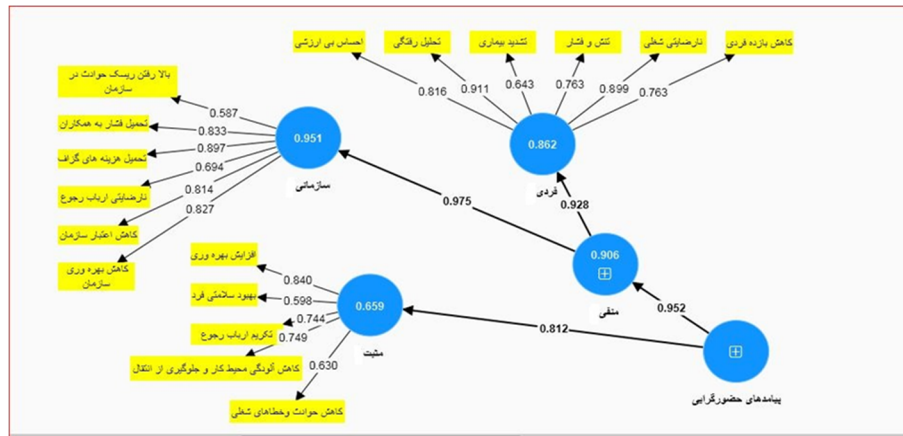 کاهش بازده فردی
نارضایتی شغلی
تنش و فشار
تشدید بیماری
تحلیل رفتگی
احساس بی ارزشی
0.763
0.899
0.763
0.643
0.911
0.816
0.862
فردی
بالا رفتن ریسک حوادث در
سازمان
تحمیل فشار به همکاران
تحمیل هزینه های گزاف
نارضایتی ارباب رجوع
کاهش اعتبار سازمان
کاهش بهره وری
سازمان
0.587
0.833
0.897
0.694
0.814
0.827
0.951
سازمانی
0.975
0.928
0.906
منفی
0.952
0.812
پیامدهای حضورگرایی
افزایش بهره وری
بهبود سلامتی فرد
تکریم ارباب رجوع
کاهش آلودگی محیط کار و جلوگیری از انتقال
کاهش حوادث وخطاهای شغلی
0.840
0.598
0.744
0.749
0.630
0.659
مثبت